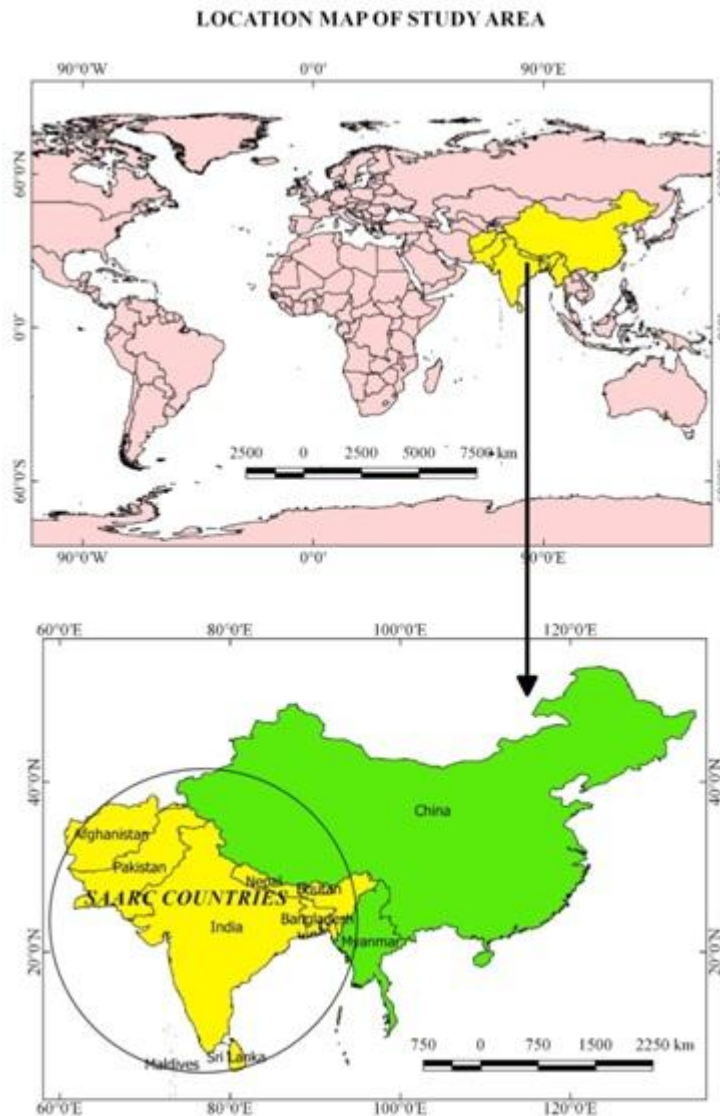 LOCATION MAP OF STUDY AREA
90°0'W 0°0' 90°0'E
60°0'N
0°0'
0°0'
60°0'S
2500 0 2500 5000 7500 km
90°0'W 0°0' 90°0'E
60°0'E 80°0'E 100°0'E 120°0'E
40°0'N
40°0'N
China
Afghanistan
Pakistan
Nepal
Bhutan
SAARC COUNTRIES
Bangladesh
India
Myanmar
20°0'N
20°0'N
750 0 750 1500 2250 km
Sri Lanka
Maldives
60°0'E 80°0'E 100°0'E 120°0'E